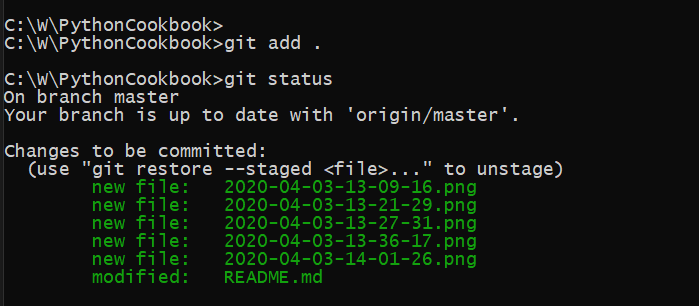 C:\W\PythonCookbook>
C:\W\PythonCookbook>git add .
C:\W\PythonCookbook>git status
On branch master
Your branch is up to date with 'origin/master'.
Changes to be committed:
  (use "git restore --staged <file>..." to unstage)
        new file:   2020-04-03-13-09-16.png
        new file:   2020-04-03-13-21-29.png
        new file:   2020-04-03-13-27-31.png
        new file:   2020-04-03-13-36-17.png
        new file:   2020-04-03-14-01-26.png
        modified:   README.md